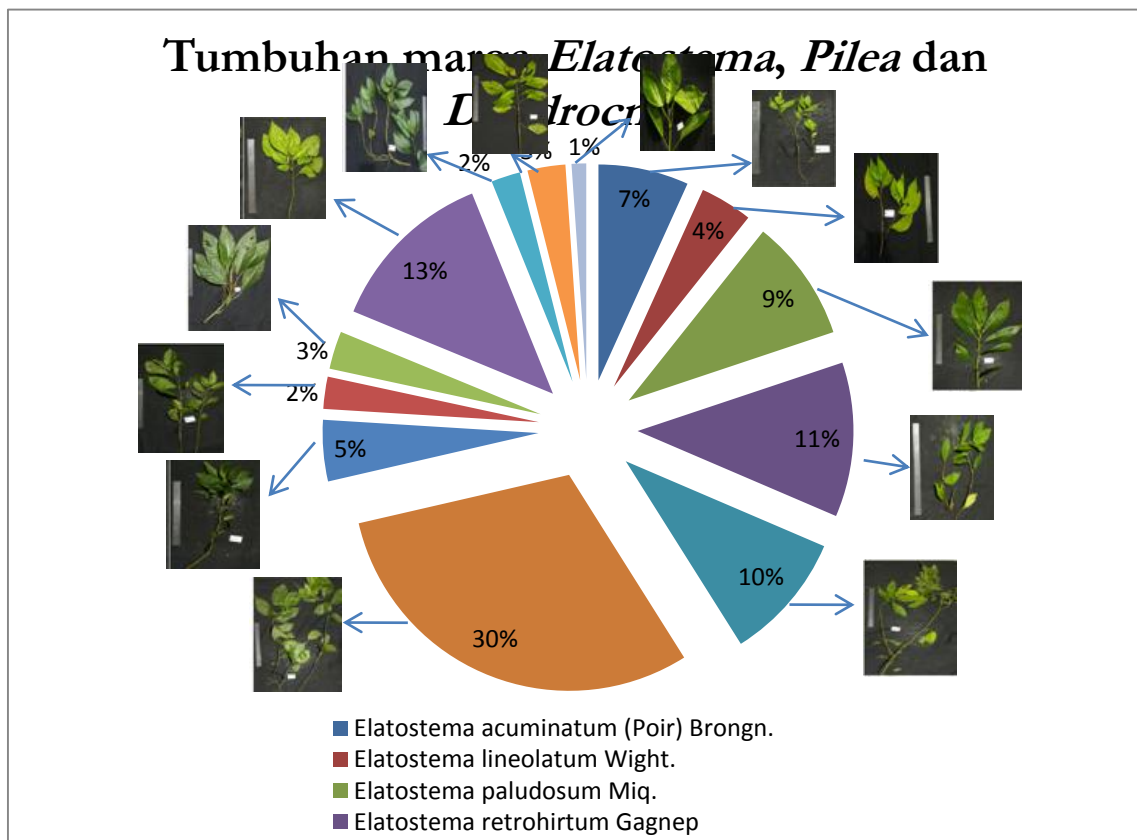 Tumbuhan marga Elatostema, Pilea dan
1%
2%
3%
7%
4%
13%
9%
3%
2%
11%
5%
10%
30%
Elatostema acuminatum (Poir) Brongn.
Elatostema lineolatum Wight.
Elatostema paludosum Miq.
Elatostema retrohirtum Gagnep